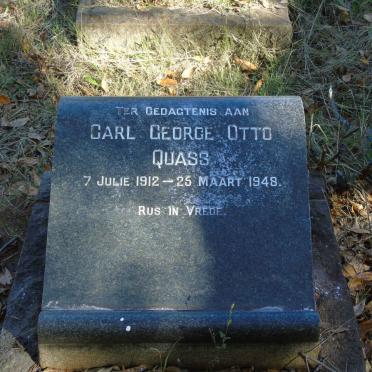 TER GEDAGTENIS AAN
CARL GEORGE OTTO
QUASS
7 JULIE 1912 — 25 MAART 1948.
RUS IN VREDE.